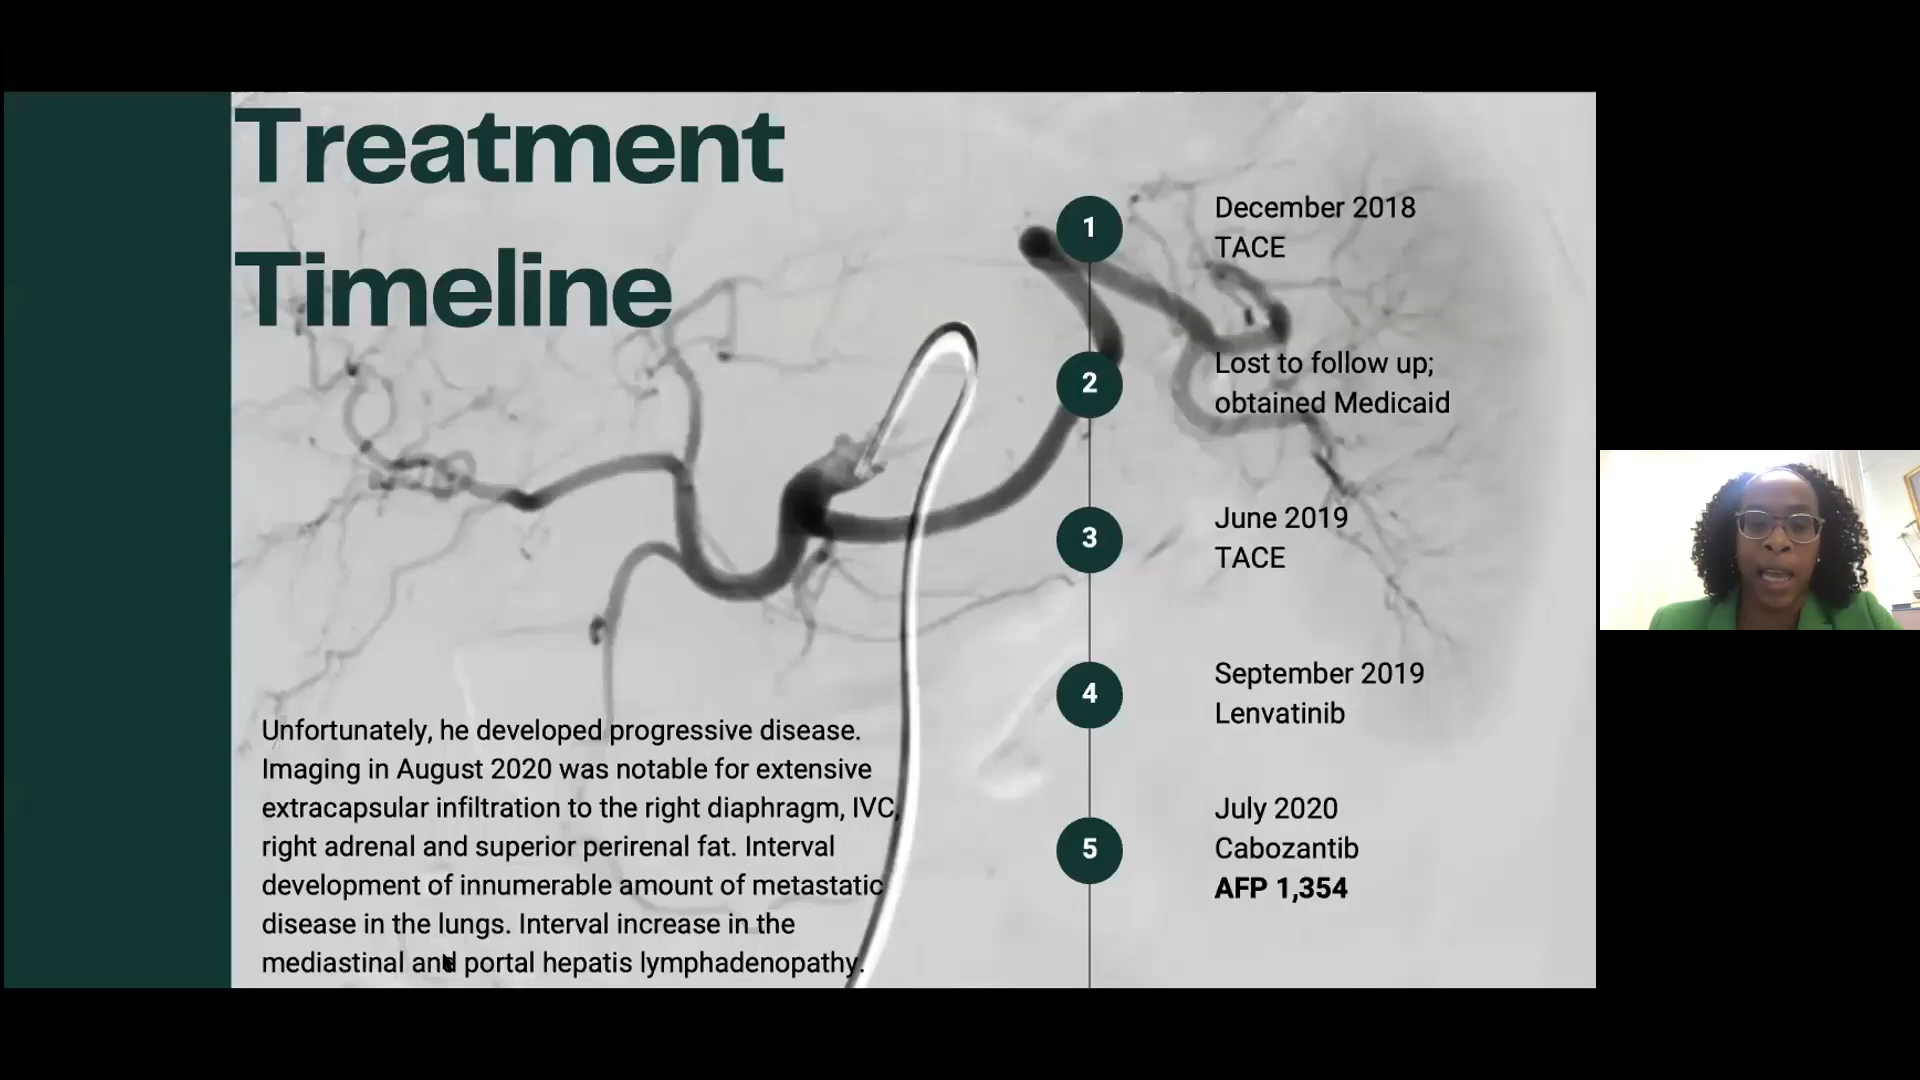 Treatment
Timeline
1
December 2018
TACE
2
Lost to follow up;
obtained Medicaid
3
June 2019
TACE
4
September 2019
Lenvatinib
5
July 2020
Cabozantib
AFP 1,354
Unfortunately, he developed progressive disease.
Imaging in August 2020 was notable for extensive
extracapsular infiltration to the right diaphragm, IVC,
right adrenal and superior perirenal fat. Interval
development of innumerable amount of metastatic
disease in the lungs. Interval increase in the
mediastinal and portal hepatis lymphadenopathy.